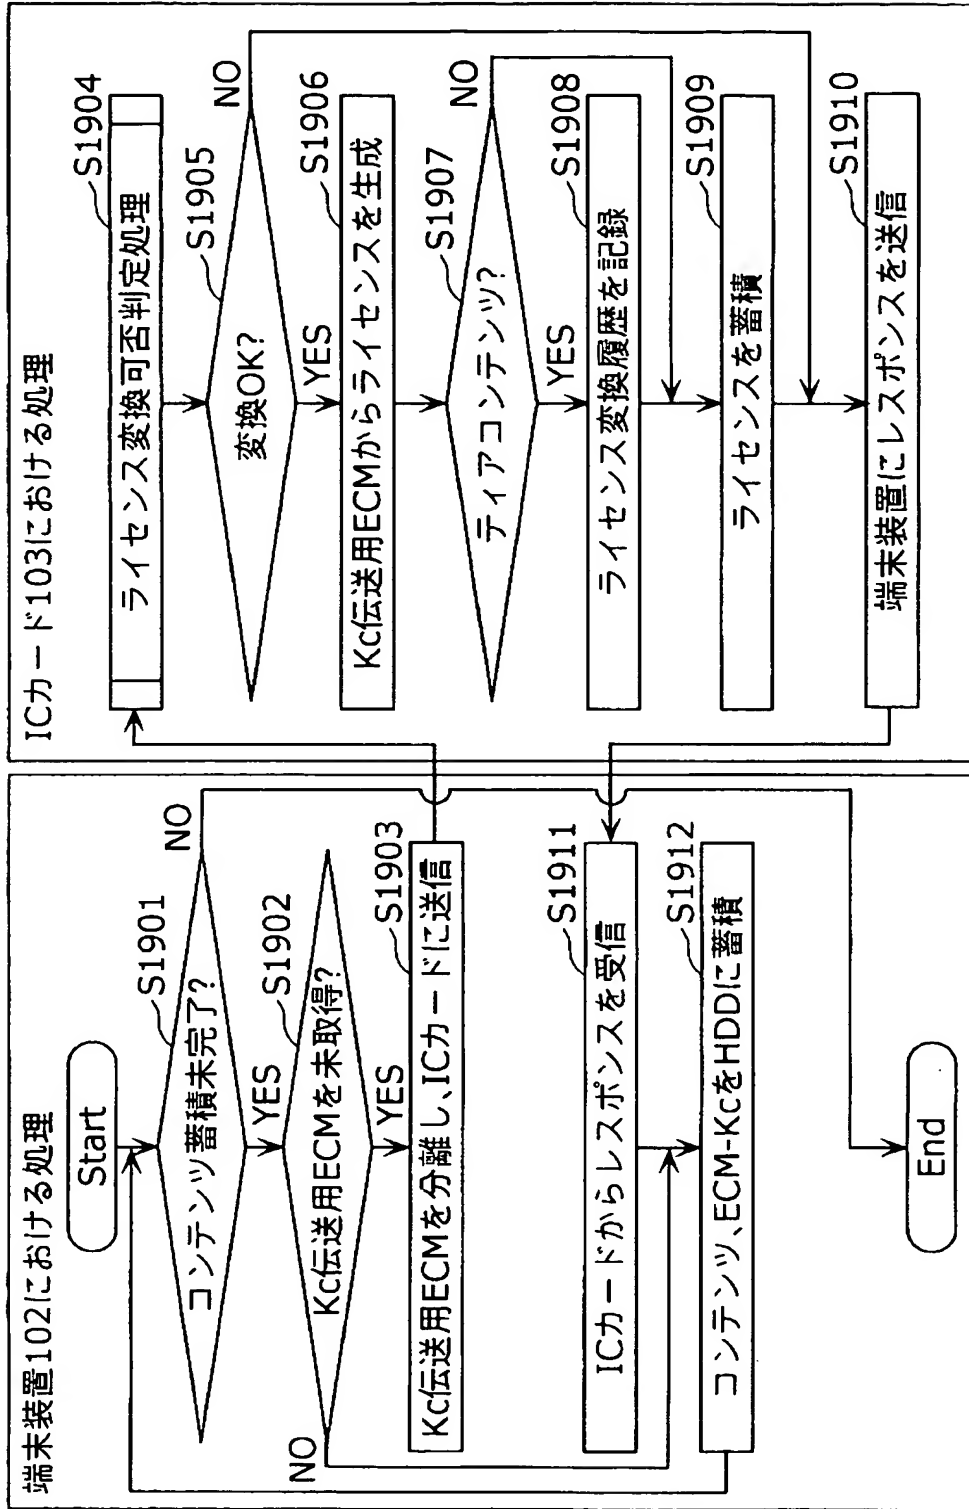 端末装置102における処理
Start
S1901
コンテンツ蓄積未完了?
NO
YES
S1902
Kc伝送用ECMを未取得?
NO
YES
S1903
Kc伝送用ECMを分離し、ICカードに送信
S1911
ICカードからレスポンスを受信
S1912
コンテンツ、ECM-KcをHDDに蓄積
End
ICカード103における処理
S1904
ライセンス変換可否判定処理
S1905
変換OK?
NO
YES
S1906
Kc伝送用ECMからライセンスを生成
S1907
ティアコンテンツ?
NO
YES
S1908
ライセンス変換履歴を記録
S1909
ライセンスを蓄積
S1910
端末装置にレスポンスを送信